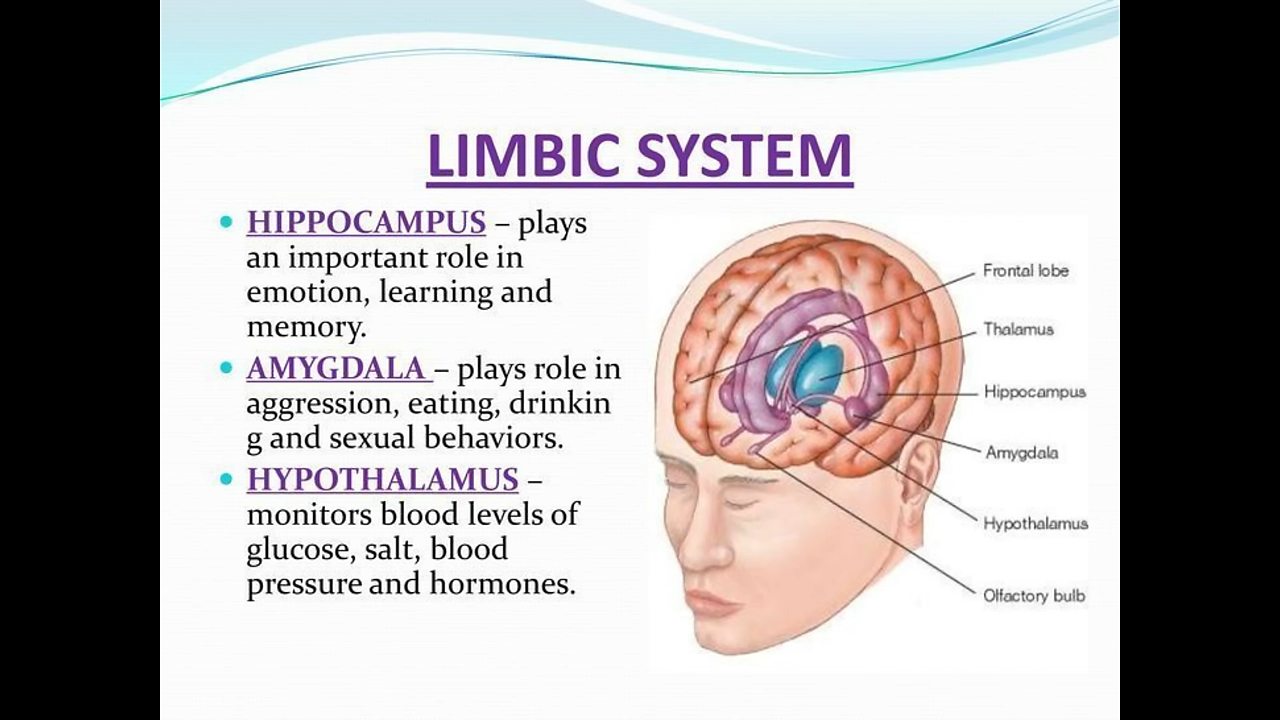 LIMBIC SYSTEM
• HIPPOCAMPUS – plays
an important role in
emotion, learning and
memory.
• AMYGDALA – plays role in
aggression, eating, drinkin
g and sexual behaviors.
• HYPOTHALAMUS –
monitors blood levels of
glucose, salt, blood
pressure and hormones.
Frontal lobe
Thalamus
Hippocampus
Amygdala
Hypothalamus
Olfactory bulb